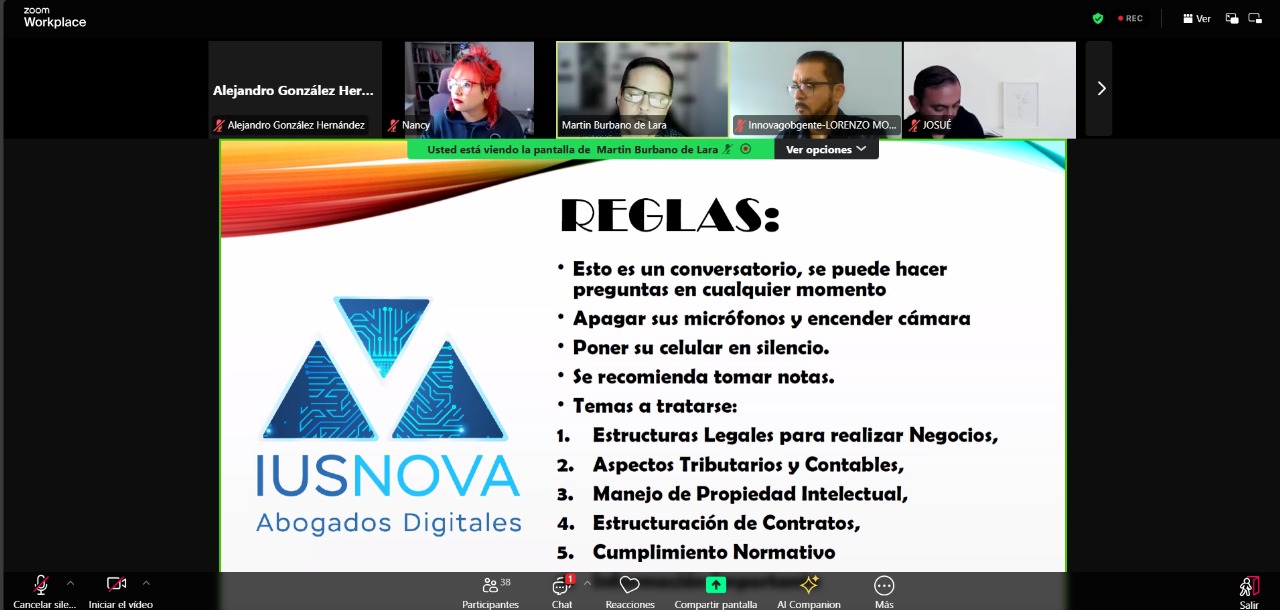 zoom
Workplace
REC
Ver
Alejandro González Her...
Alejandro González Hernández
Nancy
Martin Burbano de Lara
Innovagobgente-LORENZO MO...
JOSUÉ
Usted está viendo la pantalla de Martin Burbano de Lara
Ver opciones
REGLAS:
• Esto es un conversatorio, se puede hacer
preguntas en cualquier momento
• Apagar sus micrófonos y encender cámara
• Poner su celular en silencio.
• Se recomienda tomar notas.
• Temas a tratarse:
1. Estructuras Legales para realizar Negocios,
2. Aspectos Tributarios y Contables,
3. Manejo de Propiedad Intelectual,
4. Estructuración de Contratos,
5. Cumplimiento Normativo
IUSNOVA
Abogados Digitales
Cancelar sile...
Iniciar el vídeo
38
Participantes
1
Chat
Reacciones
Compartir pantalla
AI Companion
Más
Salir